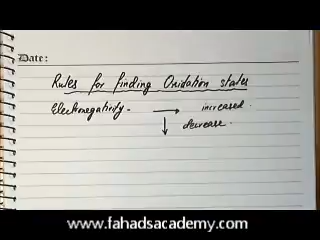 Date:
Rules for finding Oxidation states
Electronegativity. → increased.
↓ decrease.
www.fahadsacademy.com